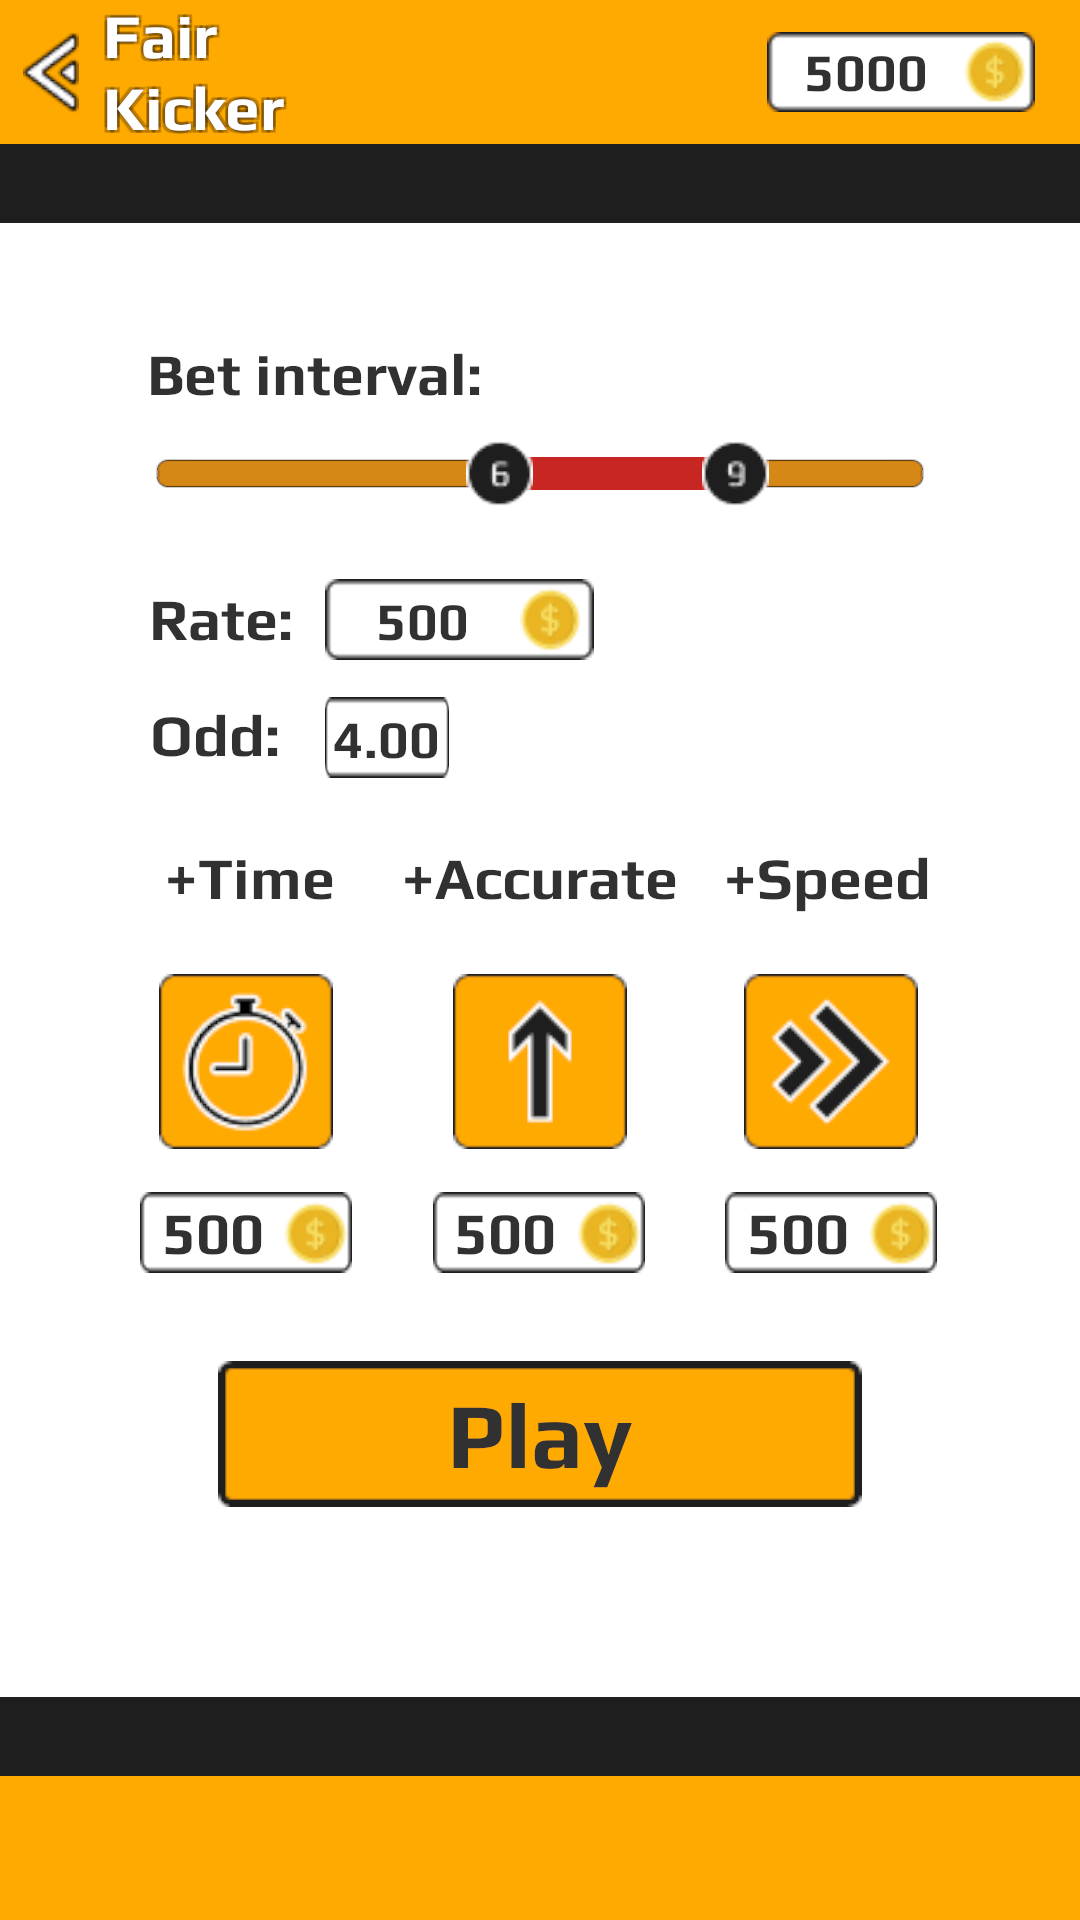 Fair
Kicker
5000
Bet interval:
6 9
Rate: 500
Odd: 4.00
+Time +Accurate +Speed
500 500 500
Play